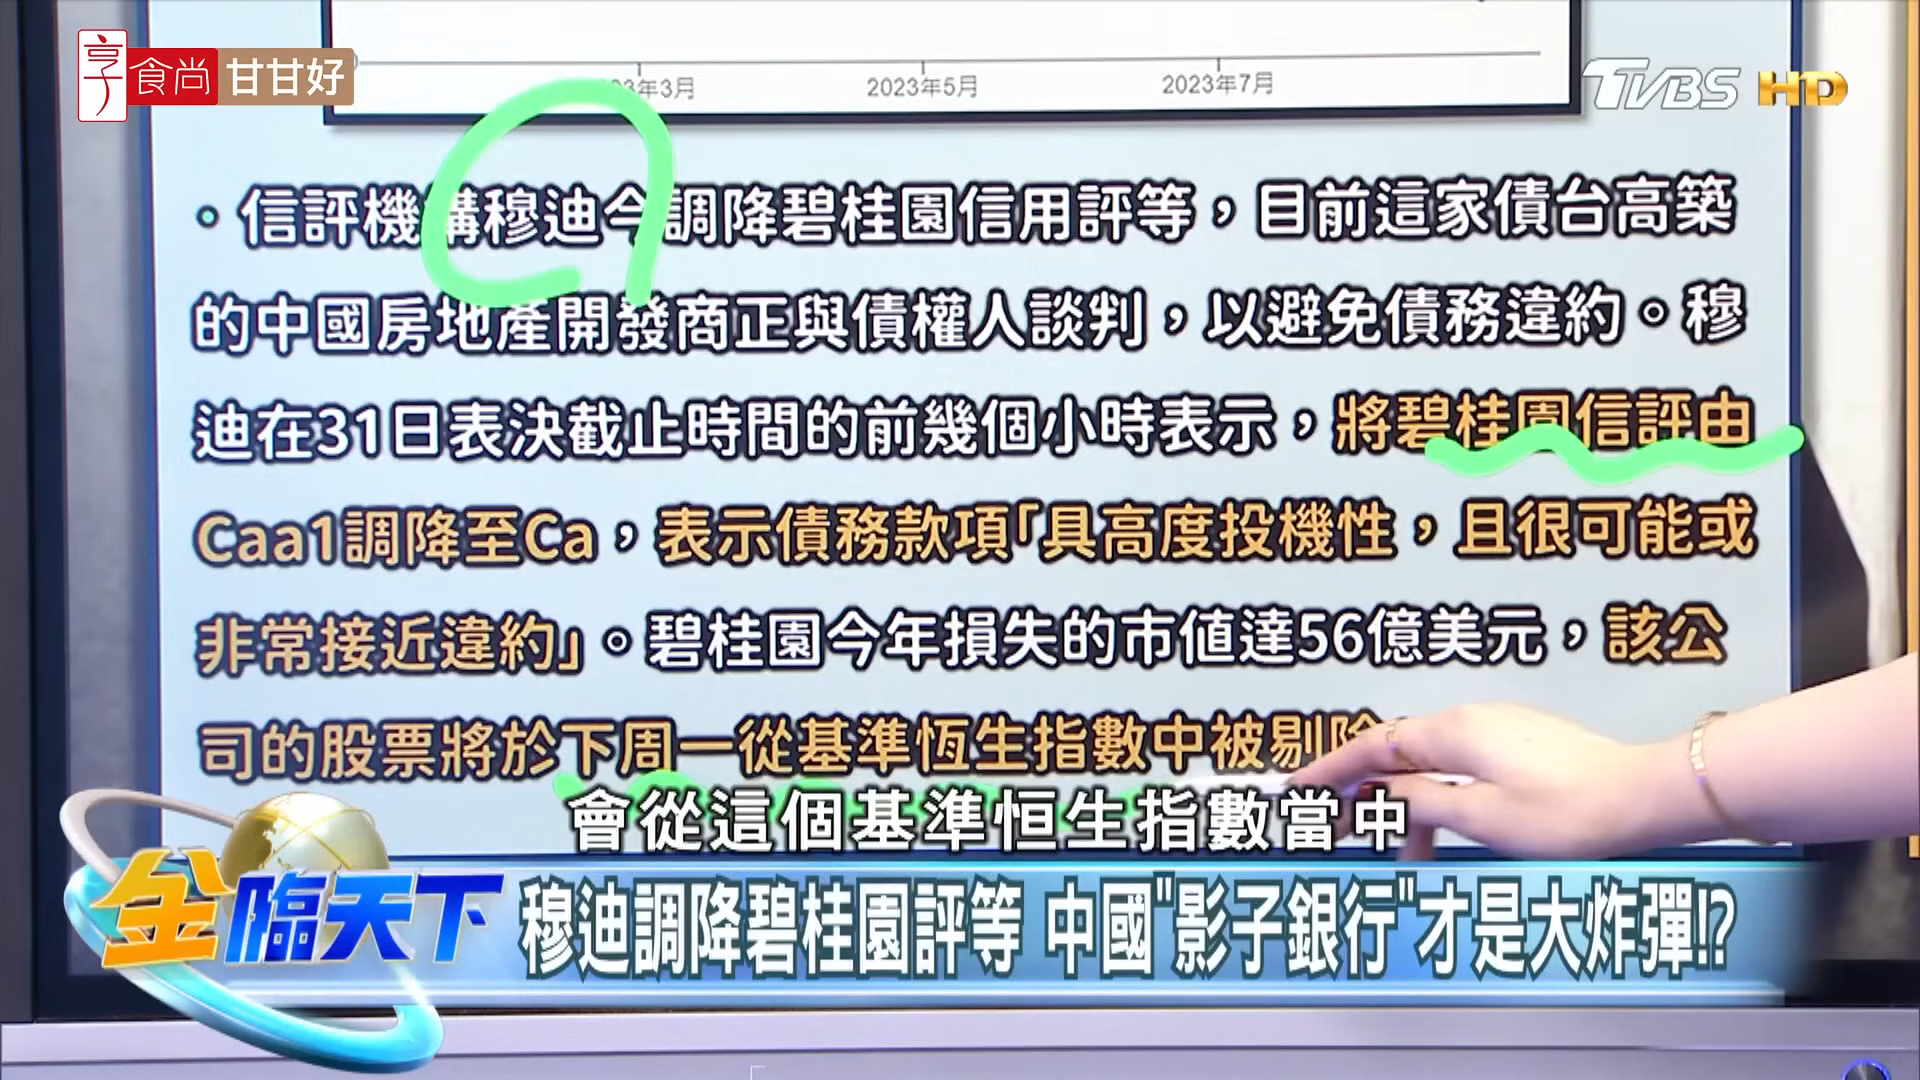 享 食尚 甘甘好
TVBS HD
3年3月 2023年5月 2023年7月
・信評機構穆迪今調降碧桂園信用評等，目前這家債台高築
的中國房地產開發商正與債權人談判，以避免債務違約。穆
迪在31日表決截止時間的前幾個小時表示，將碧桂園信評由
Caa1調降至Ca，表示債務款項「具高度投機性，且很可能或
非常接近違約」。碧桂園今年損失的市值達56億美元，該公
司的股票將於下周一從基準恆生指數中被剔除
會從這個基準恒生指數當中
金臨天下
穆迪調降碧桂園評等 中國"影子銀行"才是大炸彈!?